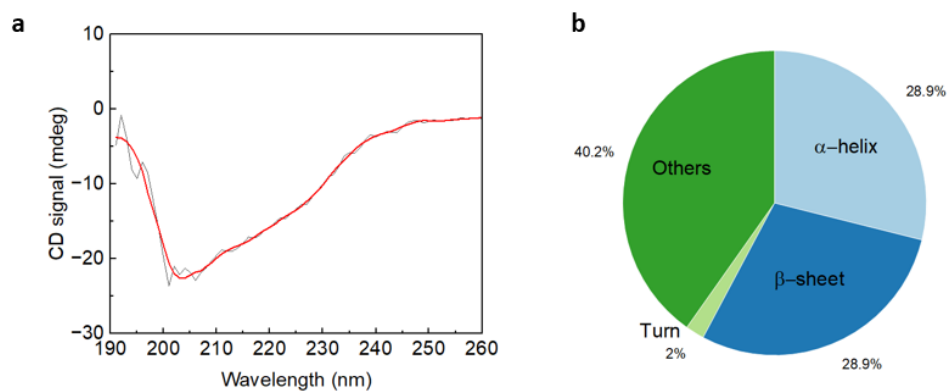 a
10
0
−10
−20
−30
CD signal (mdeg)
190 200 210 220 230 240 250 260
Wavelength (nm)
b
28.9%
α−helix
40.2%
Others
β−sheet
Turn
2%
28.9%